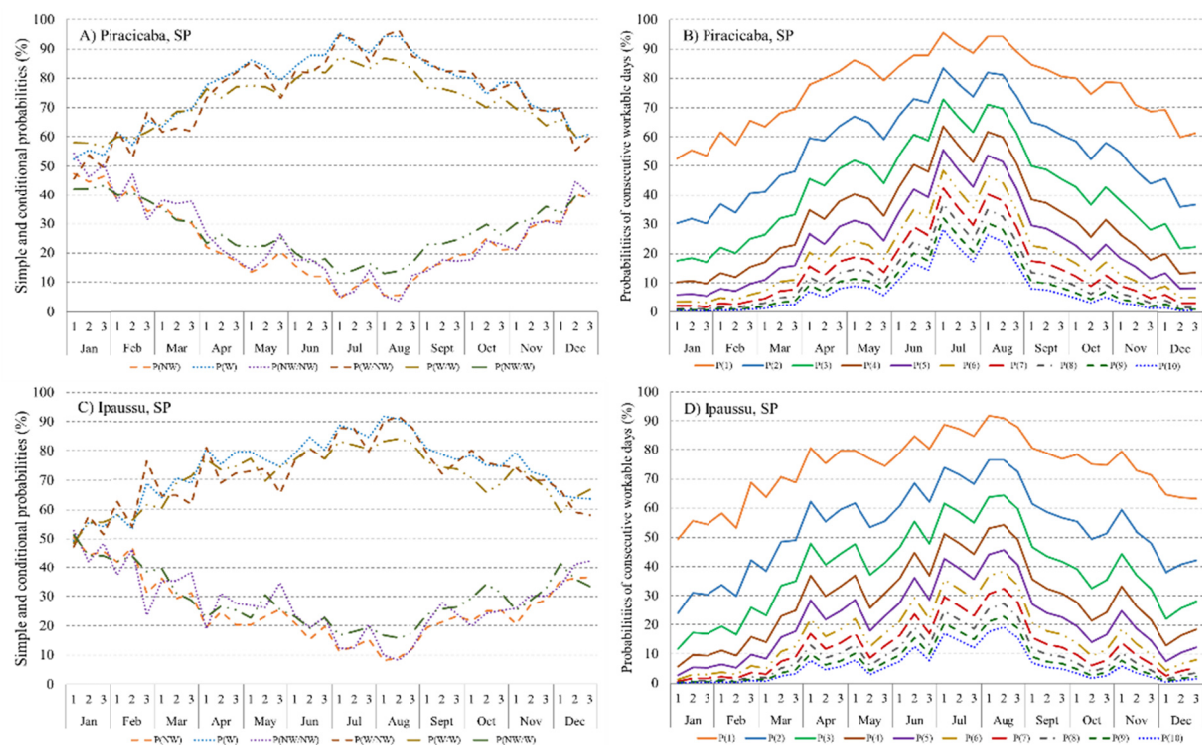 A) Piracicaba, SP
Simple and conditional probabilities (%)
100
90
80
70
60
50
40
30
20
10
0
1 2 3 1 2 3 1 2 3 1 2 3 1 2 3 1 2 3 1 2 3 1 2 3 1 2 3 1 2 3 1 2 3 1 2 3
Jan Feb Mar Apr May Jun Jul Aug Sept Oct Nov Dec
P(NW) P(W) P(NW/NW) P(W/NW) P(W/W) P(NW/W)
B) Piracicaba, SP
Probabilities of consecutive workable days
100
90
80
70
60
50
40
30
20
10
0
1 2 3 1 2 3 1 2 3 1 2 3 1 2 3 1 2 3 1 2 3 1 2 3 1 2 3 1 2 3 1 2 3 1 2 3
Jan Feb Mar Apr May Jun Jul Aug Sept Oct Nov Dec
P(1) P(2) P(3) P(4) P(5) P(6) P(7) P(8) P(9) P(10)
C) Ipaussu, SP
Simple and conditional probabilities (%)
100
90
80
70
60
50
40
30
20
10
0
1 2 3 1 2 3 1 2 3 1 2 3 1 2 3 1 2 3 1 2 3 1 2 3 1 2 3 1 2 3 1 2 3 1 2 3
Jan Feb Mar Apr May Jun Jul Aug Sept Oct Nov Dec
P(NW) P(W) P(NW/NW) P(W/NW) P(W/W) P(NW/W)
D) Ipaussu, SP
Probabilitiies of consecutive workable days
100
90
80
70
60
50
40
30
20
10
0
1 2 3 1 2 3 1 2 3 1 2 3 1 2 3 1 2 3 1 2 3 1 2 3 1 2 3 1 2 3 1 2 3 1 2 3
Jan Feb Mar Apr May Jun Jul Aug Sept Oct Nov Dec
P(1) P(2) P(3) P(4) P(5) P(6) P(7) P(8) P(9) P(10)